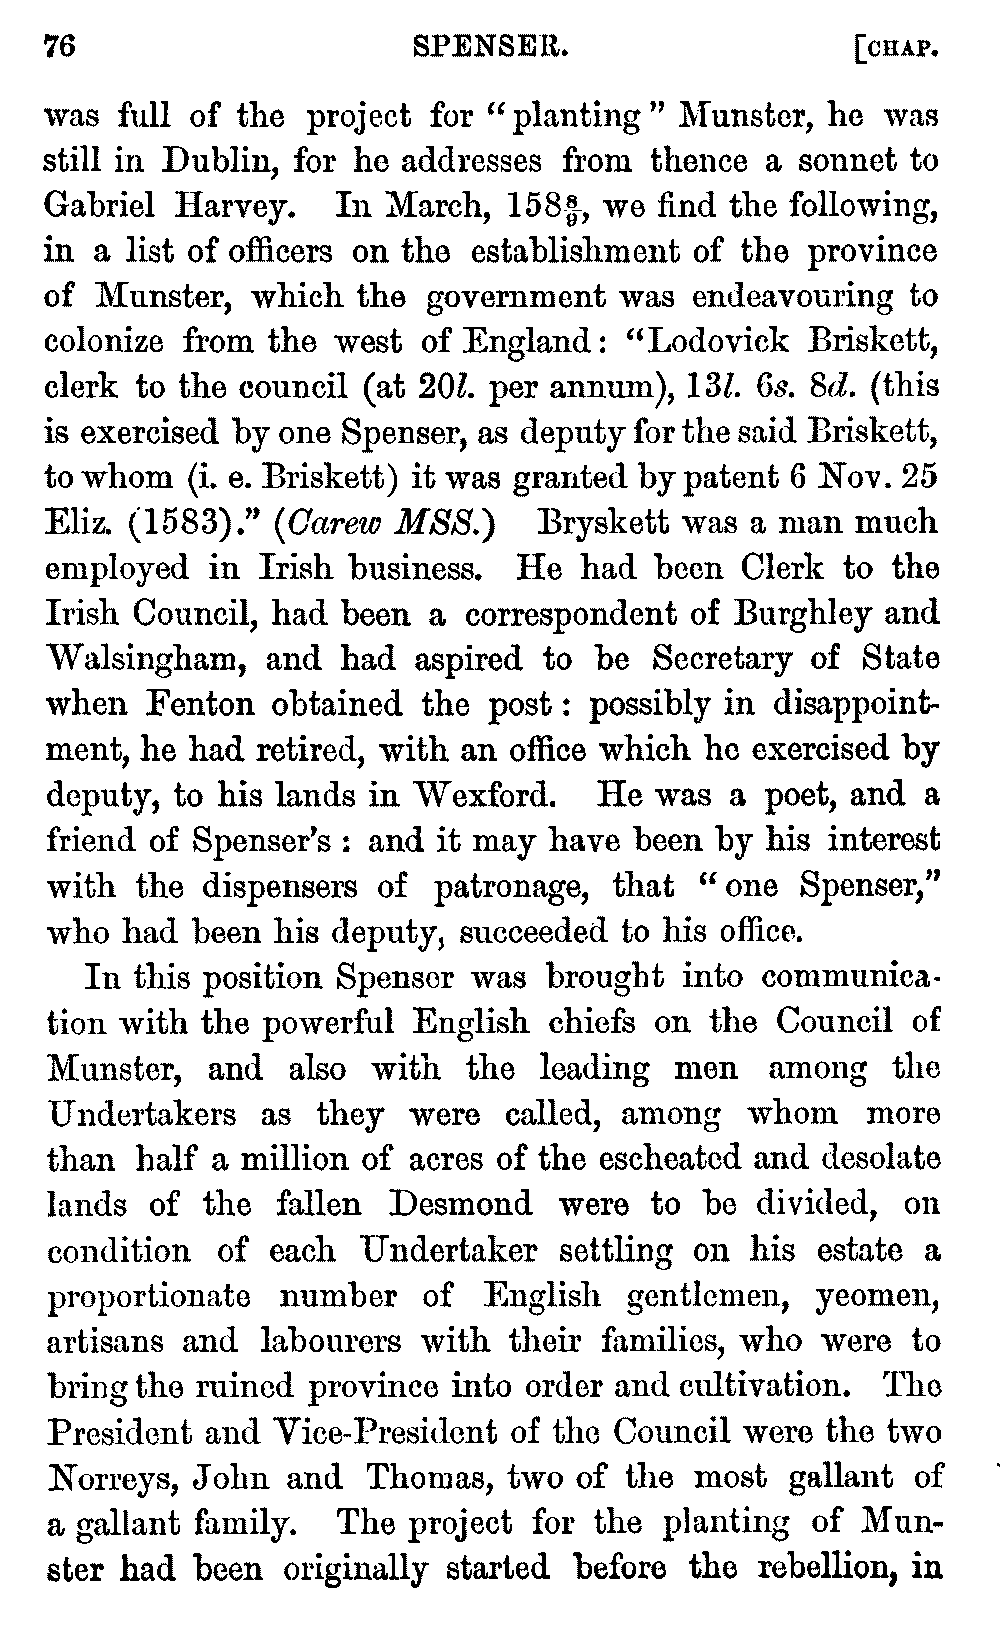 76 SPENSER. [CHAP.
was full of the project for "planting" Munster, he was
still in Dublin, for he addresses from thence a sonnet to
Gabriel Harvey. In March, 158 8/9, we find the following,
in a list of officers on the establishment of the province
of Munster, which the government was endeavouring to
colonize from the west of England: "Lodovick Briskett,
clerk to the council (at 20l. per annum), 13l. 6s. 8d. (this
is exercised by one Spenser, as deputy for the said Briskett,
to whom (i. e. Briskett) it was granted by patent 6 Nov. 25
Eliz. (1583)." (Carew MSS.) Bryskett was a man much
employed in Irish business. He had been Clerk to the
Irish Council, had been a correspondent of Burghley and
Walsingham, and had aspired to be Secretary of State
when Fenton obtained the post: possibly in disappoint-
ment, he had retired, with an office which he exercised by
deputy, to his lands in Wexford. He was a poet, and a
friend of Spenser's: and it may have been by his interest
with the dispensers of patronage, that "one Spenser,"
who had been his deputy, succeeded to his office.
In this position Spenser was brought into communica-
tion with the powerful English chiefs on the Council of
Munster, and also with the leading men among the
Undertakers as they were called, among whom more
than half a million of acres of the escheated and desolate
lands of the fallen Desmond were to be divided, on
condition of each Undertaker settling on his estate a
proportionate number of English gentlemen, yeomen,
artisans and labourers with their families, who were to
bring the ruined province into order and cultivation. The
President and Vice-President of the Council were the two
Norreys, John and Thomas, two of the most gallant of
a gallant family. The project for the planting of Mun-
ster had been originally started before the rebellion, in